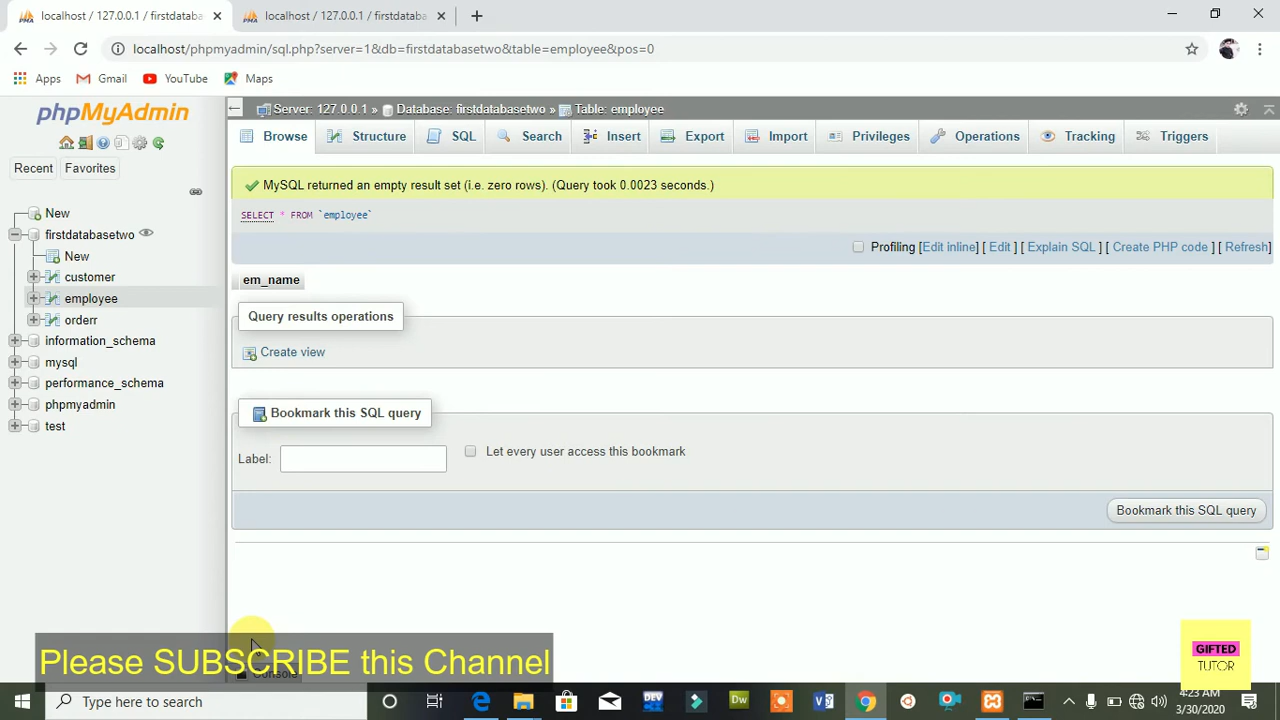 localhost / 127.0.0.1 / firstdataba
localhost / 127.0.0.1 / firstdatabas
localhost/phpmyadmin/sql.php?server=1&db=firstdatabasetwo&table=employee&pos=0
Apps Gmail YouTube Maps
phpMyAdmin
Recent Favorites
New
firstdatabasetwo
New
customer
employee
orderr
information_schema
mysql
performance_schema
phpmyadmin
test
Server: 127.0.0.1 » Database: firstdatabasetwo » Table: employee
Browse Structure SQL Search Insert Export Import Privileges Operations Tracking Triggers
MySQL returned an empty result set (i.e. zero rows). (Query took 0.0023 seconds.)
SELECT * FROM `employee`
Profiling [Edit inline] [ Edit ] [ Explain SQL ] [ Create PHP code ] [ Refresh]
em_name
Query results operations
Create view
Bookmark this SQL query
Label: Let every user access this bookmark
Bookmark this SQL query
Console
Please SUBSCRIBE this Channel
GIFTED
TUTOR
Type here to search
DEV
Dw
4:23 AM
3/30/2020